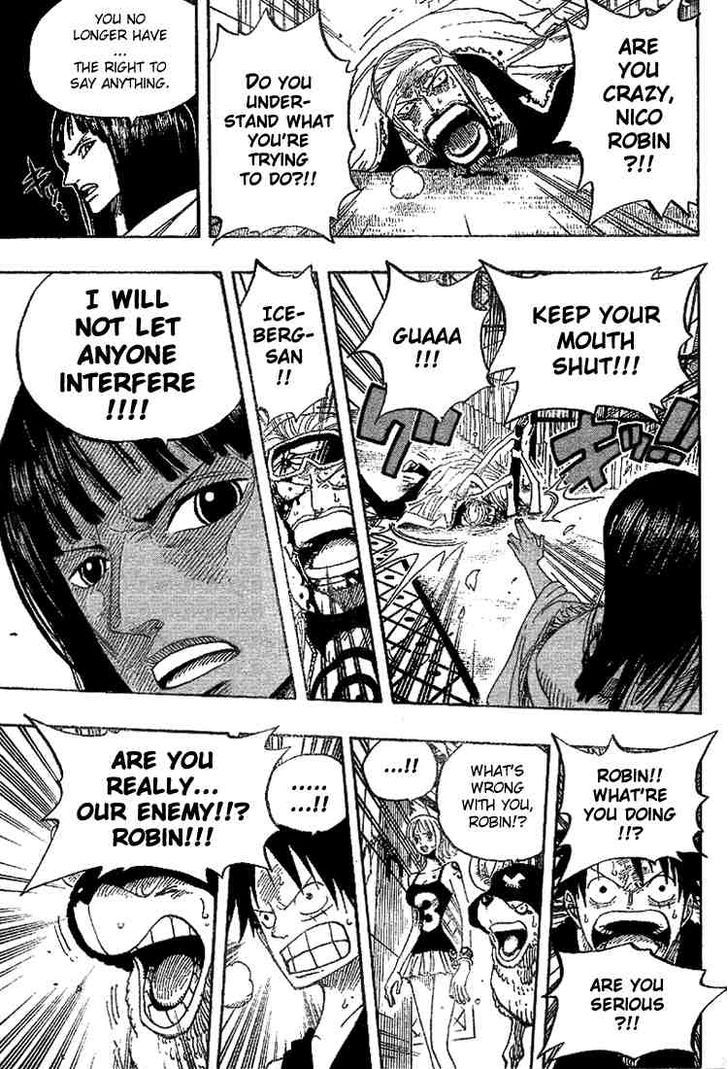 ARE
YOU
CRAZY,
NICO
ROBIN
?!!
DO YOU
UNDER-
STAND WHAT
YOU'RE
TRYING
TO DO?!!
YOU NO
LONGER HAVE
...
THE RIGHT TO
SAY ANYTHING.
KEEP YOUR
MOUTH
SHUT!!!
GUAAA
!!!
ICE-
BERG-
SAN
!!
I WILL
NOT LET
ANYONE
INTERFERE
!!!!
ROBIN!!
WHAT'RE
YOU DOING
!!?
ARE YOU
SERIOUS
?!!
WHAT'S
WRONG
WITH YOU,
ROBIN!?
...!!
.....
...!!
ARE YOU
REALLY...
OUR ENEMY!!?
ROBIN!!!
3